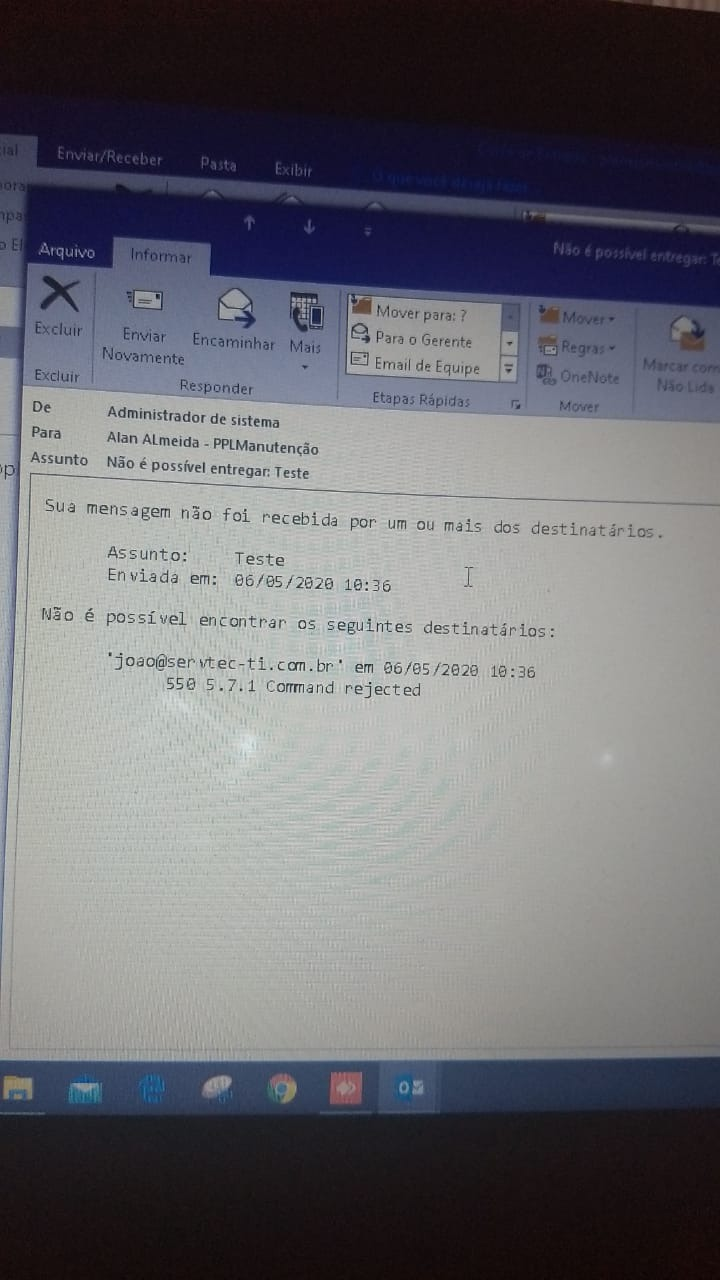 Enviar/Receber Pasta Exibir
O que você deseja fazer...
Arquivo Informar Não é possível entregar:
Excluir
Enviar Novamente
Encaminhar
Mais
Mover para: ?
Para o Gerente
Email de Equipe
Mover
Regras
OneNote
Marcar com
Não Lida
Excluir Responder Etapas Rápidas Mover
De Administrador de sistema
Para Alan ALmeida - PPLManutenção
Assunto Não é possível entregar: Teste
Sua mensagem não foi recebida por um ou mais dos destinatários.
Assunto: Teste
Enviada em: 06/05/2020 10:36
Não é possível encontrar os seguintes destinatários:
'joao@servtec-ti.com.br' em 06/05/2020 10:36
550 5.7.1 Command rejected